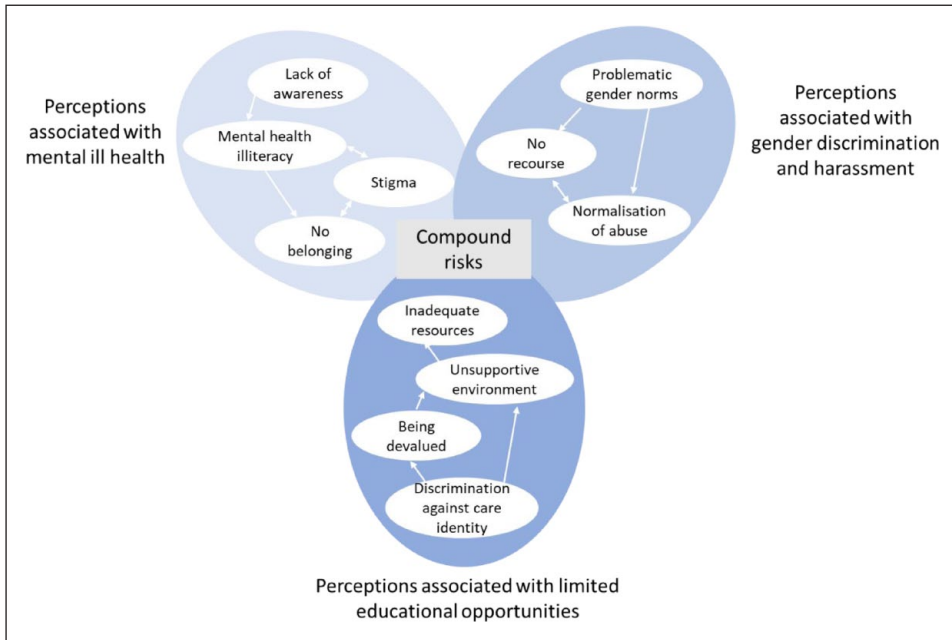 Perceptions
associated with
mental ill health
Lack of
awareness
Mental health
illiteracy
Stigma
No
belonging
Problematic
gender norms
No
recourse
Normalisation
of abuse
Perceptions
associated with
gender discrimination
and harassment
Compound
risks
Inadequate
resources
Unsupportive
environment
Being
devalued
Discrimination
against care
identity
Perceptions associated with limited
educational opportunities